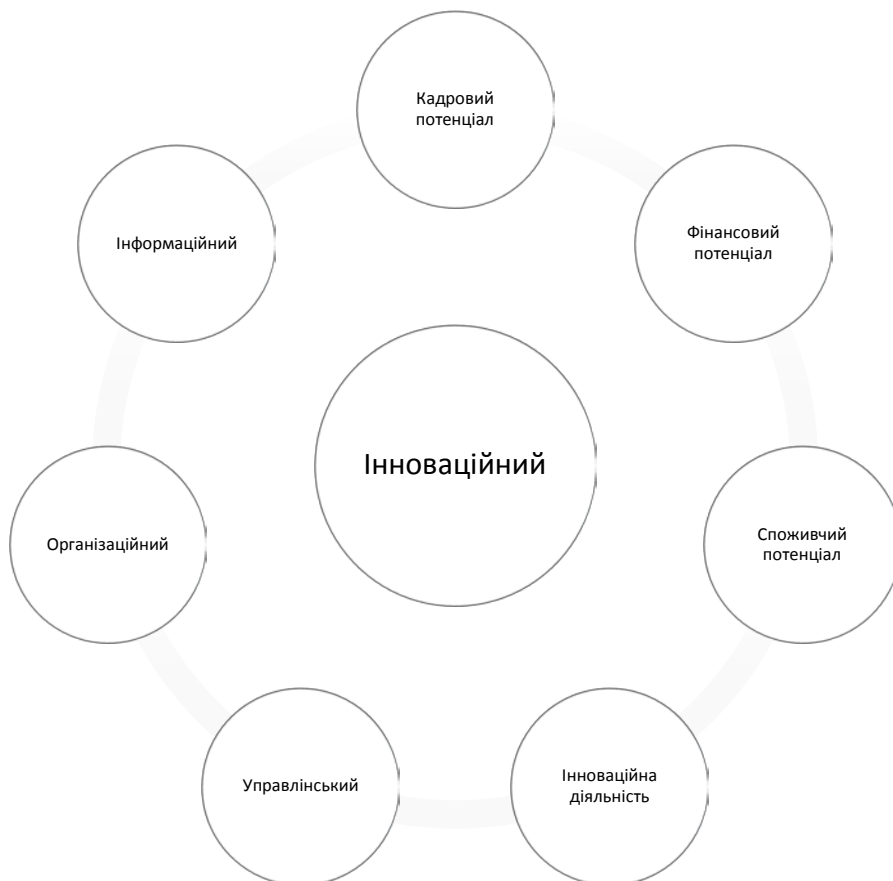 Кадровий
потенціал
Фінансовий
потенціал
Споживчий
потенціал
Інноваційна
діяльність
Управлінський
Організаційний
Інформаційний
Інноваційний